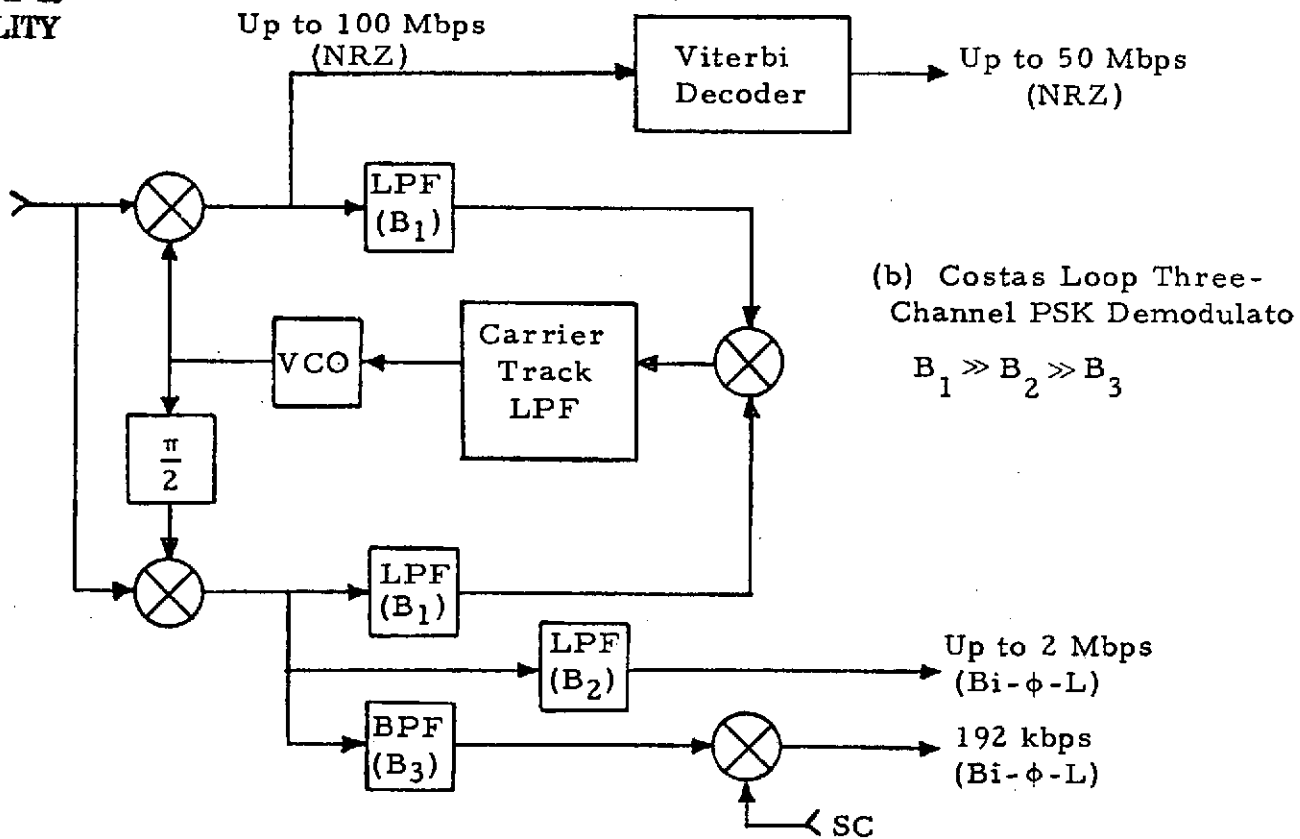 LITY
Up to 100 Mbps
(NRZ)
Viterbi
Decoder
Up to 50 Mbps
(NRZ)
LPF
(B₁)
(b) Costas Loop Three-
Channel PSK Demodulato
B₁ ≫ B₂ ≫ B₃
VCO
Carrier
Track
LPF
π
2
LPF
(B₁)
LPF
(B₂)
Up to 2 Mbps
(Bi-ϕ-L)
BPF
(B₃)
192 kbps
(Bi-ϕ-L)
SC